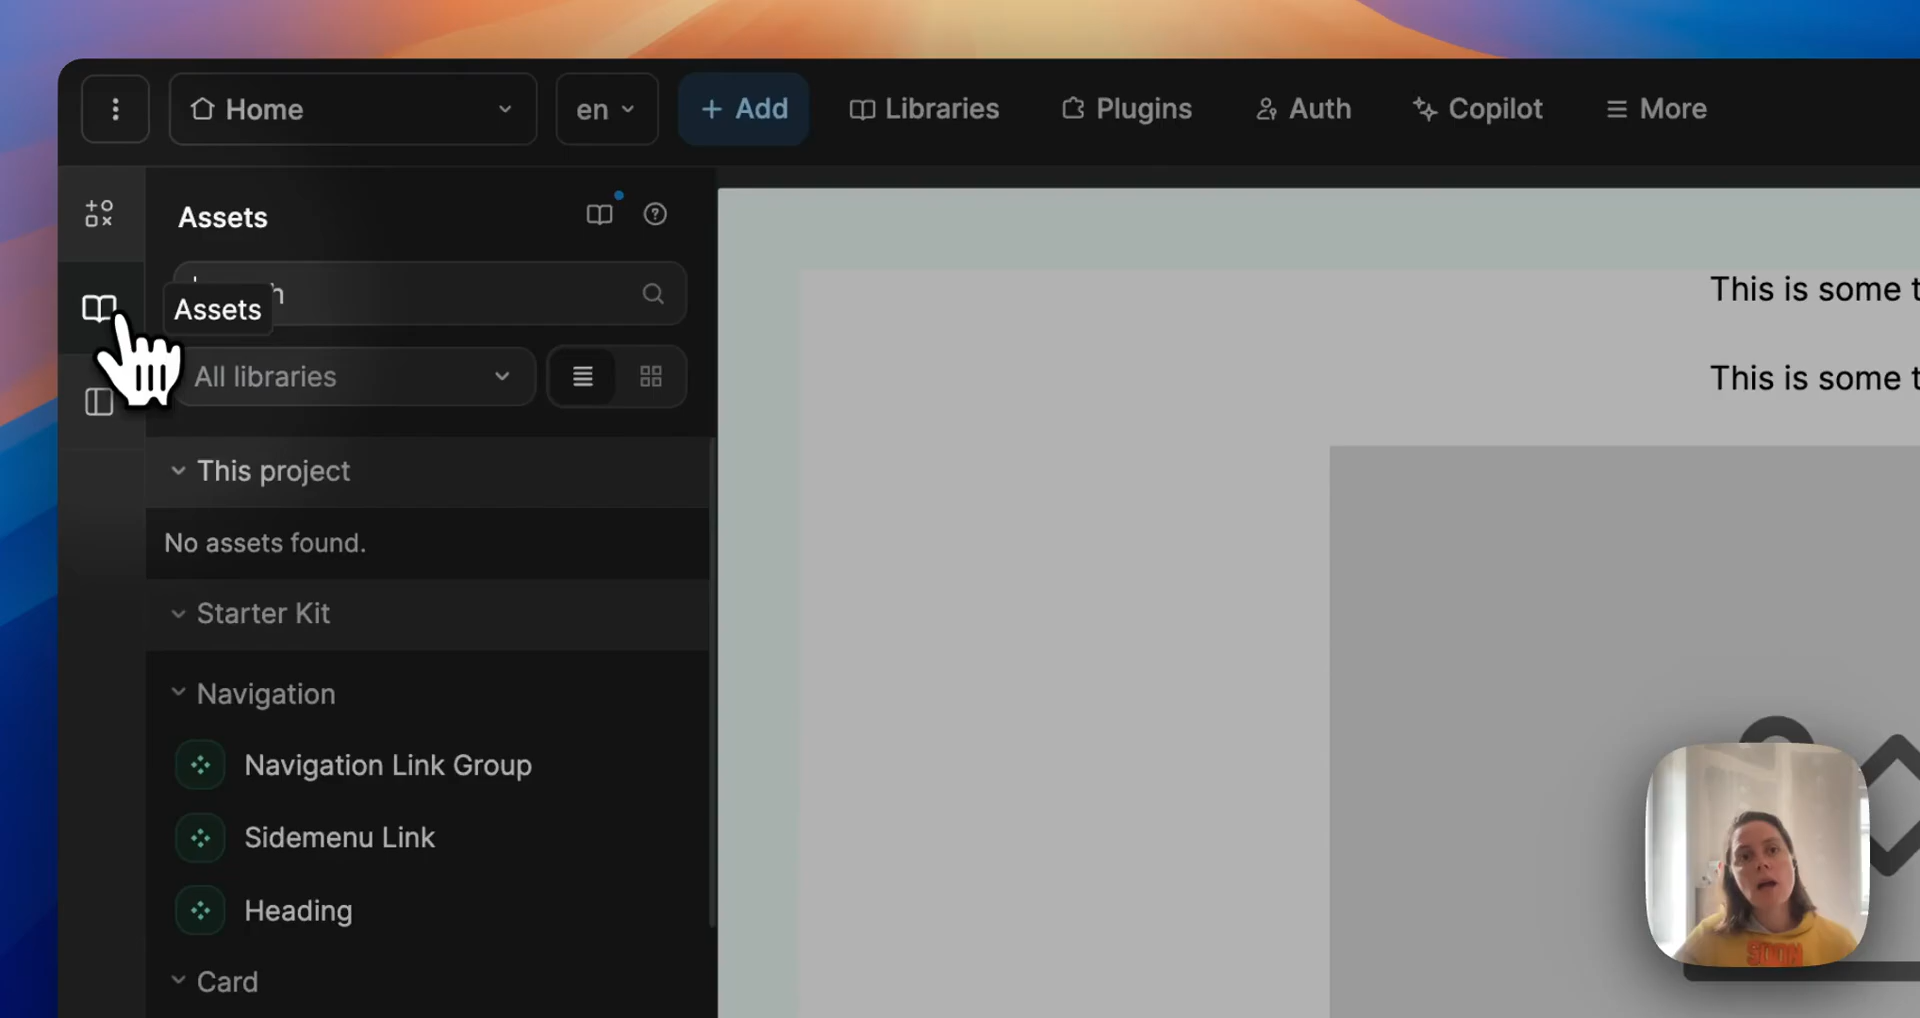 Home
en
+ Add
Libraries
Plugins
Auth
Copilot
More
Assets
Assets
All libraries
This project
No assets found.
Starter Kit
Navigation
Navigation Link Group
Sidemenu Link
Heading
Card
This is some t
This is some t